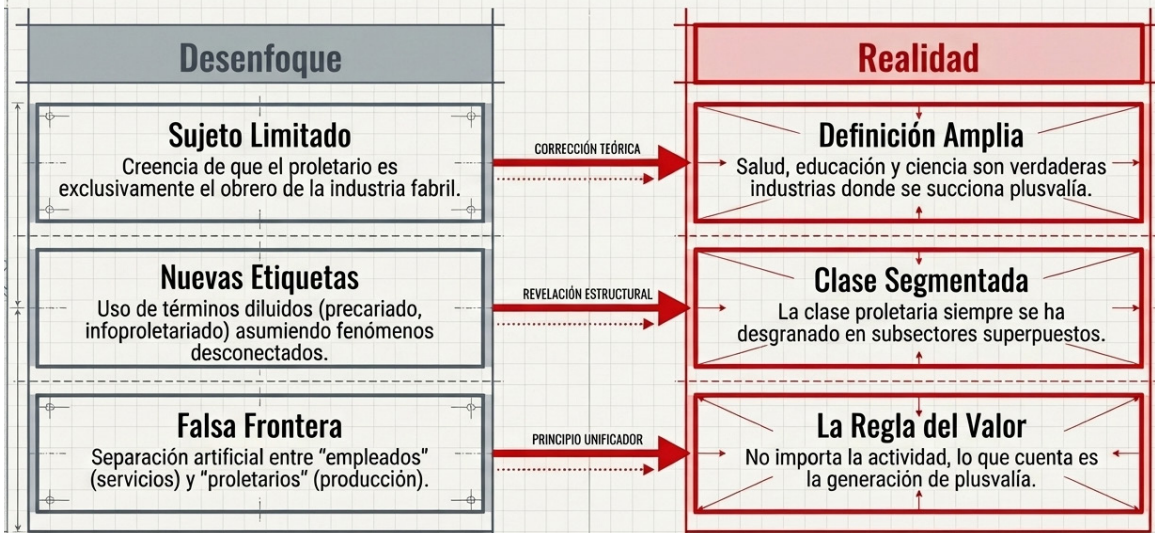 Desenfoque
Realidad
Sujeto Limitado
Creencia de que el proletario es
exclusivamente el obrero de la industria fabril.
CORRECCIÓN TEÓRICA
Definición Amplia
Salud, educación y ciencia son verdaderas
industrias donde se succiona plusvalía.
Nuevas Etiquetas
Uso de términos diluidos (precariado,
infoproletariado) asumiendo fenómenos
desconectados.
REVELACIÓN ESTRUCTURAL
Clase Segmentada
La clase proletaria siempre se ha
desgranado en subsectores superpuestos.
Falsa Frontera
Separación artificial entre "empleados"
(servicios) y "proletarios" (producción).
PRINCIPIO UNIFICADOR
La Regla del Valor
No importa la actividad, lo que cuenta es
la generación de plusvalía.